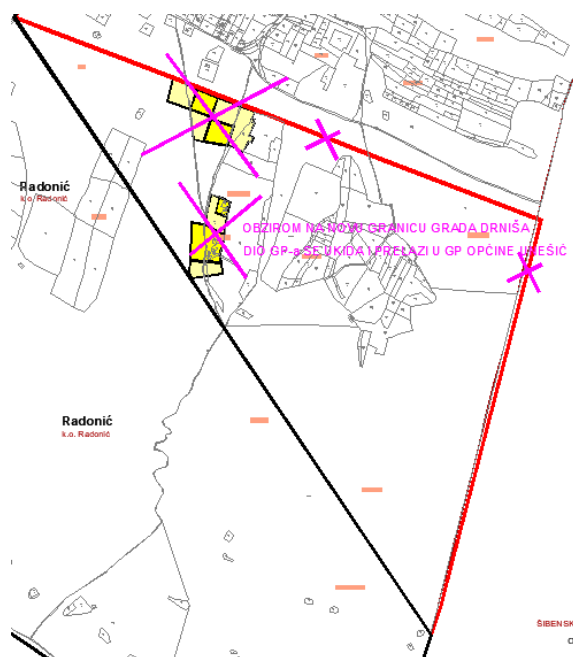 Radonić
k.o. Radonić
OBZIROM NA NOVU GRANICU GRADA DRNIŠA
DIO GP-a SE UKIDA I PRELAZI U GP OPĆINE UNEŠIĆ
Radonić
k.o. Radonić
ŠIBENSK